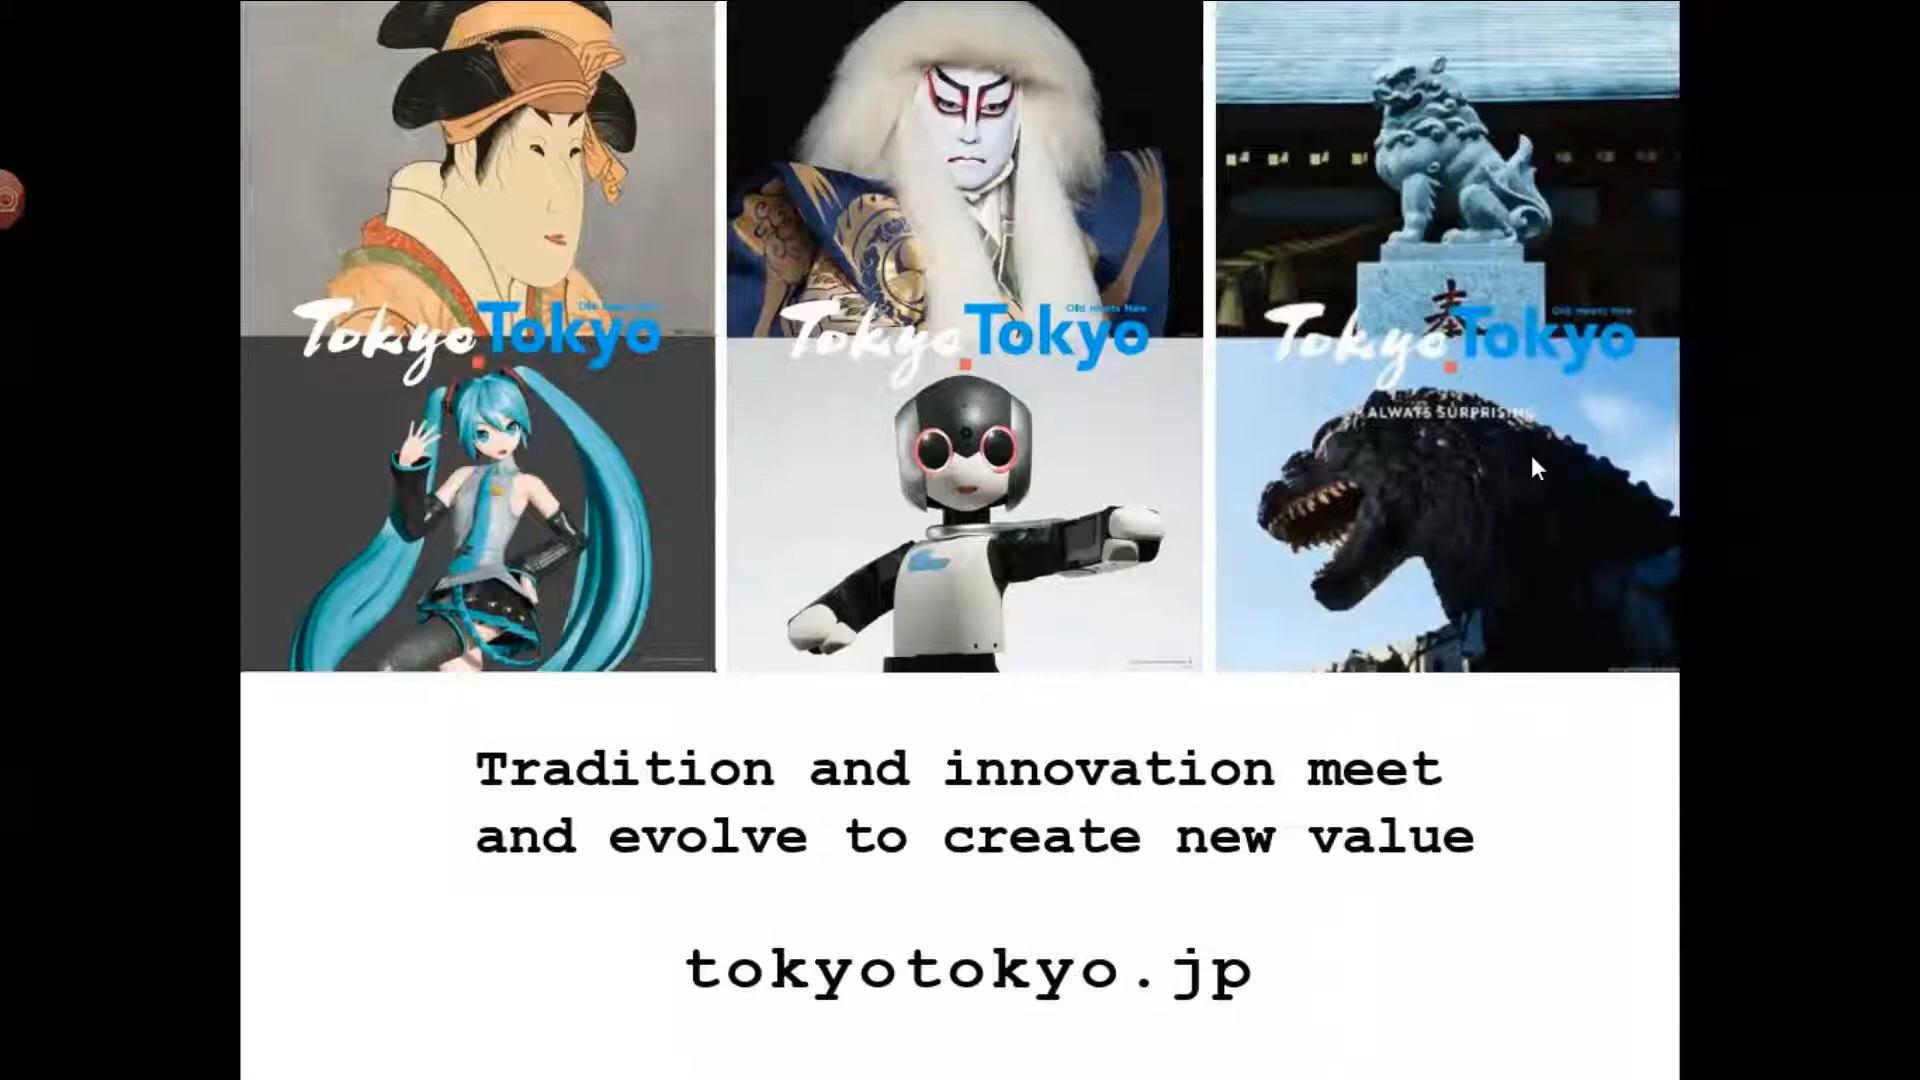 Old meets New
Tokyo Tokyo
Old meets New
Tokyo Tokyo
奉
Old meets New
Tokyo Tokyo
ALWAYS SURPRISING
Tradition and innovation meet
and evolve to create new value
tokyotokyo.jp